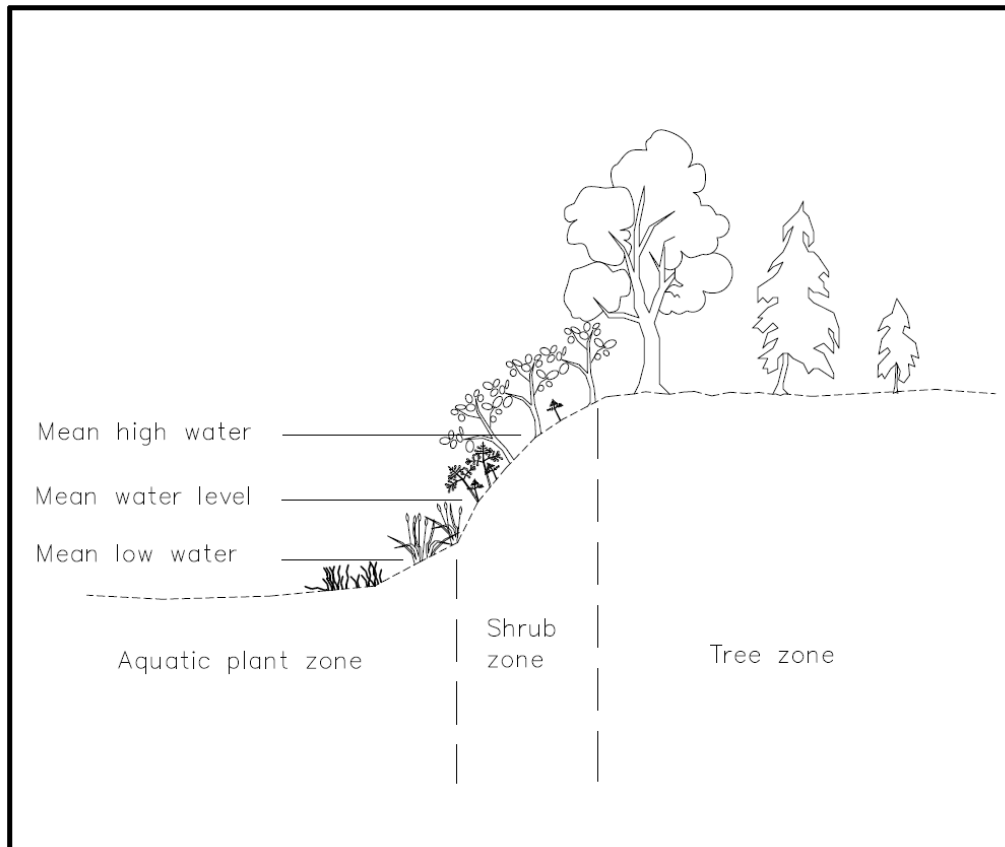 Mean high water
Mean water level
Mean low water
Aquatic plant zone
Shrub
zone
Tree zone